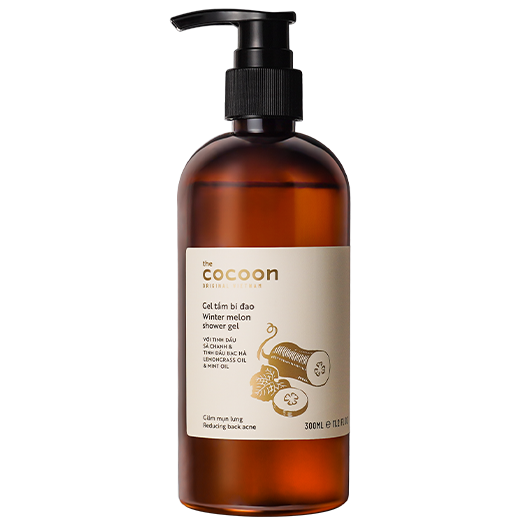 the
cocoon
ORIGINAL VIETNAM
Gel tắm bí đao
Winter melon
shower gel
VỚI TINH DẦU
SẢ CHANH &
TINH DẦU BẠC HÀ
LEMONGRASS OIL
& MINT OIL
Giảm mụn lưng
Reducing back acne
300ML ℮